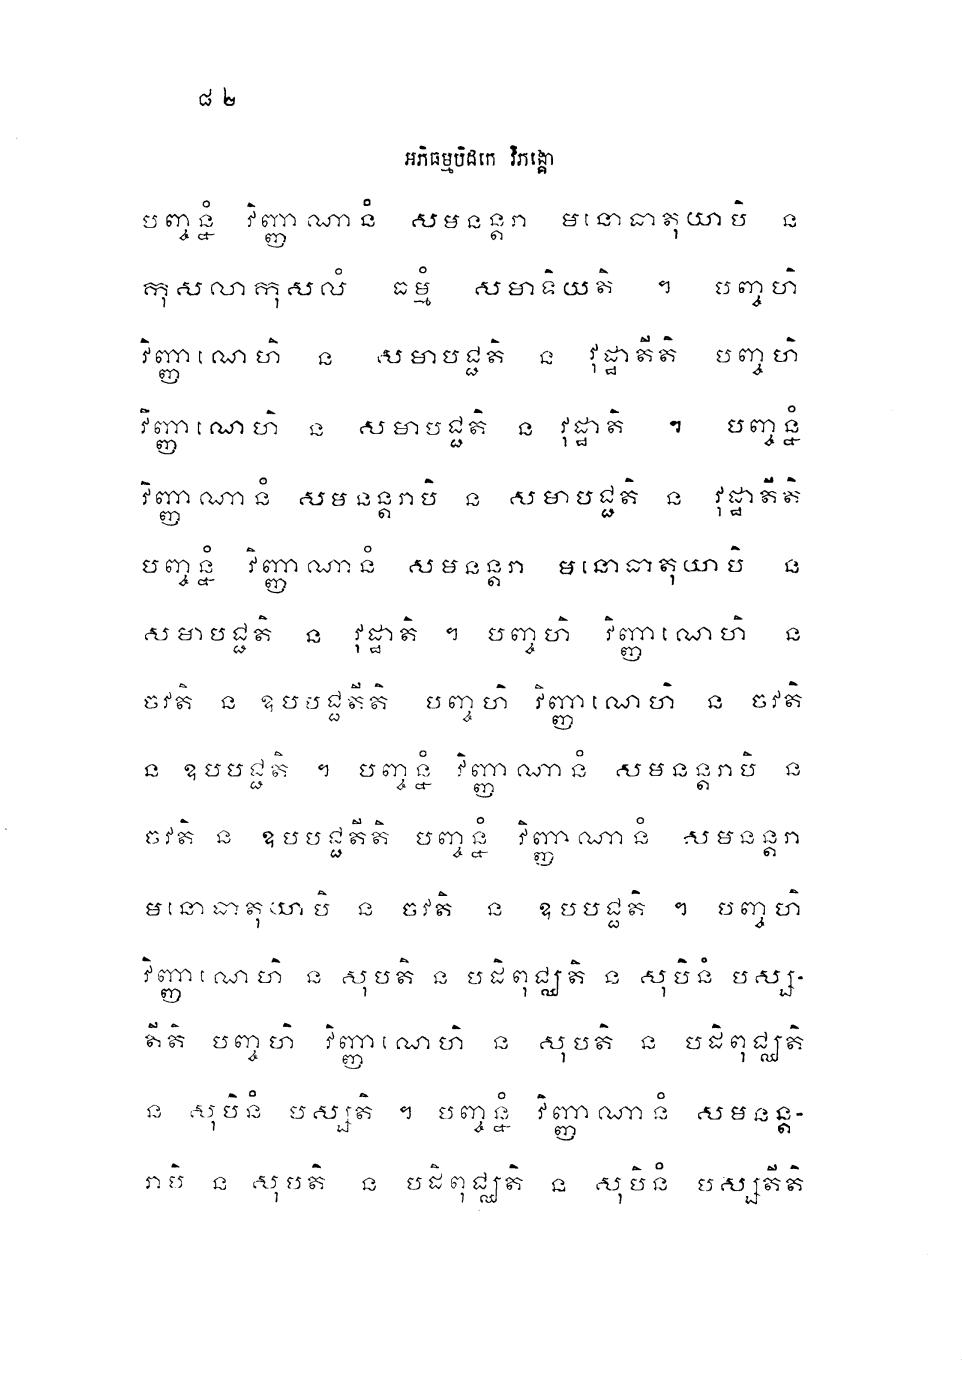 ៨២
អភិធម្មបិដកេ វិភង្គោ
បញ្ចន្នំ វិញ្ញាណានំ សមនន្តរា មនោធាតុយាបិ ន
កុសលាកុសលំ ធម្មំ សមាទិយតិ ។ បញ្ចហិ
វិញ្ញាណេហិ ន សមាបជ្ជតិ ន វុដ្ឋាតីតិ បញ្ចហិ
វិញ្ញាណេហិ ន សមាបជ្ជតិ ន វុដ្ឋាតិ ។ បញ្ចន្នំ
វិញ្ញាណានំ សមនន្តរាបិ ន សមាបជ្ជតិ ន វុដ្ឋាតីតិ
បញ្ចន្នំ វិញ្ញាណានំ សមនន្តរា មនោធាតុយាបិ ន
សមាបជ្ជតិ ន វុដ្ឋាតិ ។ បញ្ចហិ វិញ្ញាណេហិ ន
ចវតិ ន ឧបបជ្ជតីតិ បញ្ចហិ វិញ្ញាណេហិ ន ចវតិ
ន ឧបបជ្ជតិ ។ បញ្ចន្នំ វិញ្ញាណានំ សមនន្តរាបិ ន
ចវតិ ន ឧបបជ្ជតីតិ បញ្ចន្នំ វិញ្ញាណានំ សមនន្តរា
មនោធាតុយាបិ ន ចវតិ ន ឧបបជ្ជតិ ។ បញ្ចហិ
វិញ្ញាណេហិ ន សុបតិ ន បដិពុជ្ឈតិ ន សុបិនំ បស្ស-
តីតិ បញ្ចហិ វិញ្ញាណេហិ ន សុបតិ ន បដិពុជ្ឈតិ
ន សុបិនំ បស្សតិ ។ បញ្ចន្នំ វិញ្ញាណានំ សមនន្ត-
រាបិ ន សុបតិ ន បដិពុជ្ឈតិ ន សុបិនំ បស្សតីតិ